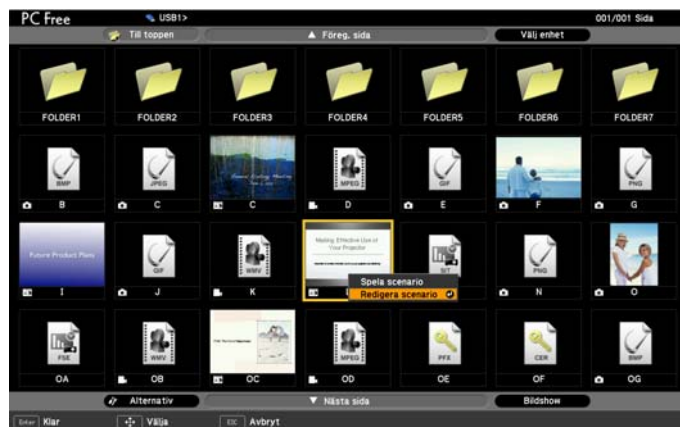 PC Free USB1> 001/001 Sida
Till toppen ▲ Föreg. sida Välj enhet
FOLDER1 FOLDER2 FOLDER3 FOLDER4 FOLDER5 FOLDER6 FOLDER7
BMP JPEG MPEG GIF PNG
B C C D E F G
Future Product Plans GIF WMV Making Effective Use of
Your Projector
SIT PNG
Spela scenario
Redigera scenario
I J K N O
FSE WMV MPEG PFX CER BMP
OA OB OC OD OE OF OG
Alternativ ▼ Nästa sida Bildshow
Enter Klar Välja ESC Avbryt